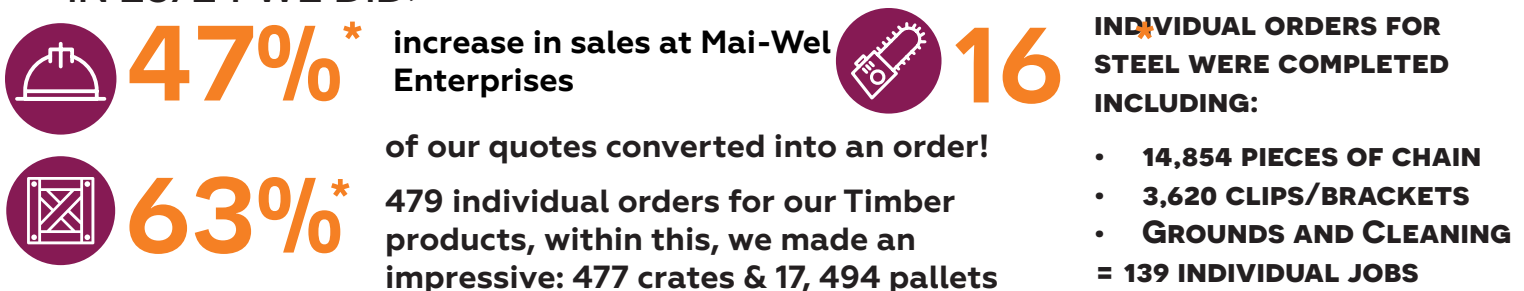 47%*
increase in sales at Mai-Wel
Enterprises
of our quotes converted into an order!
63%*
479 individual orders for our Timber
products, within this, we made an
impressive: 477 crates & 17, 494 pallets
16
*
INDIVIDUAL ORDERS FOR
STEEL WERE COMPLETED
INCLUDING:
• 14,854 PIECES OF CHAIN
• 3,620 CLIPS/BRACKETS
• GROUNDS AND CLEANING
= 139 INDIVIDUAL JOBS